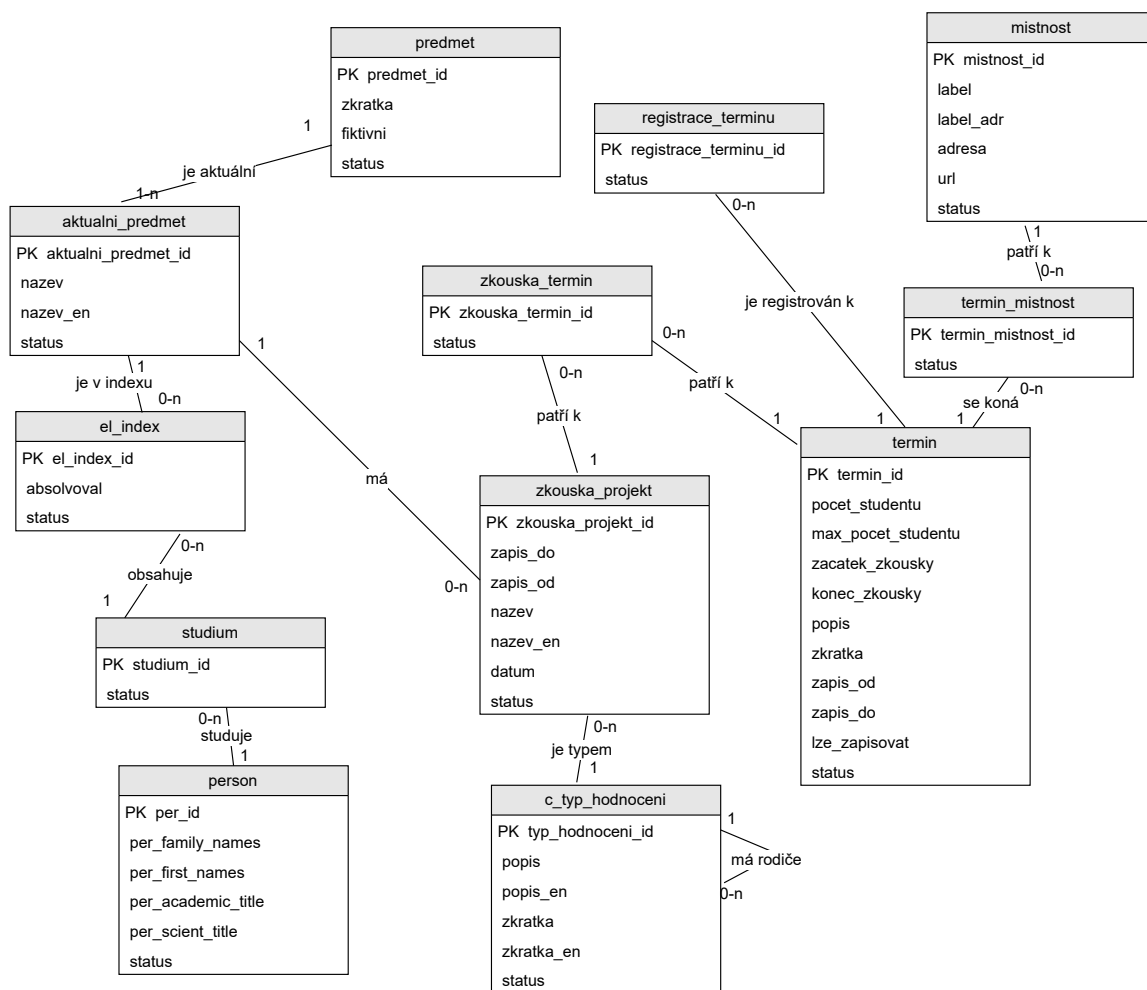 predmet
PK predmet_id
zkratka
fiktivni
status
mistnost
PK mistnost_id
label
label_adr
adresa
url
status
registrace_terminu
PK registrace_terminu_id
status
1
je aktuální
1-n
aktualni_predmet
PK aktualni_predmet_id
nazev
nazev_en
status
0-n
je registrován k
1
1
patří k
0-n
termin_mistnost
PK termin_mistnost_id
status
0-n
se koná
1
zkouska_termin
PK zkouska_termin_id
status
0-n
patří k
1
0-n
patří k
1
1
má
0-n
1
je v indexu
0-n
el_index
PK el_index_id
absolvoval
status
0-n
obsahuje
1
studium
PK studium_id
status
0-n
studuje
1
person
PK per_id
per_family_names
per_first_names
per_academic_title
per_scient_title
status
zkouska_projekt
PK zkouska_projekt_id
zapis_do
zapis_od
nazev
nazev_en
datum
status
0-n
je typem
1
c_typ_hodnoceni
PK typ_hodnoceni_id
popis
popis_en
zkratka
zkratka_en
status
1
má rodiče
0-n
termin
PK termin_id
pocet_studentu
max_pocet_studentu
zacatek_zkousky
konec_zkousky
popis
zkratka
zapis_od
zapis_do
lze_zapisovat
status